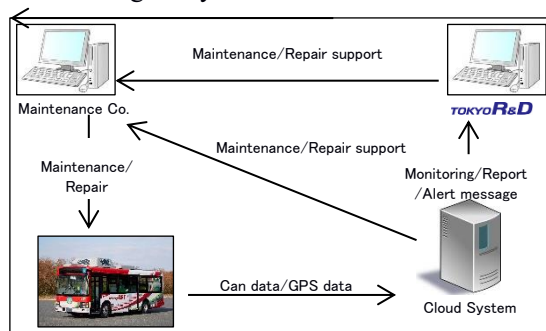 Maintenance/Repair support
Maintenance Co.
TOKYO R&D
Maintenance/Repair support
Maintenance/
Repair
Monitoring/Report
/Alert message
Can data/GPS data
Cloud System